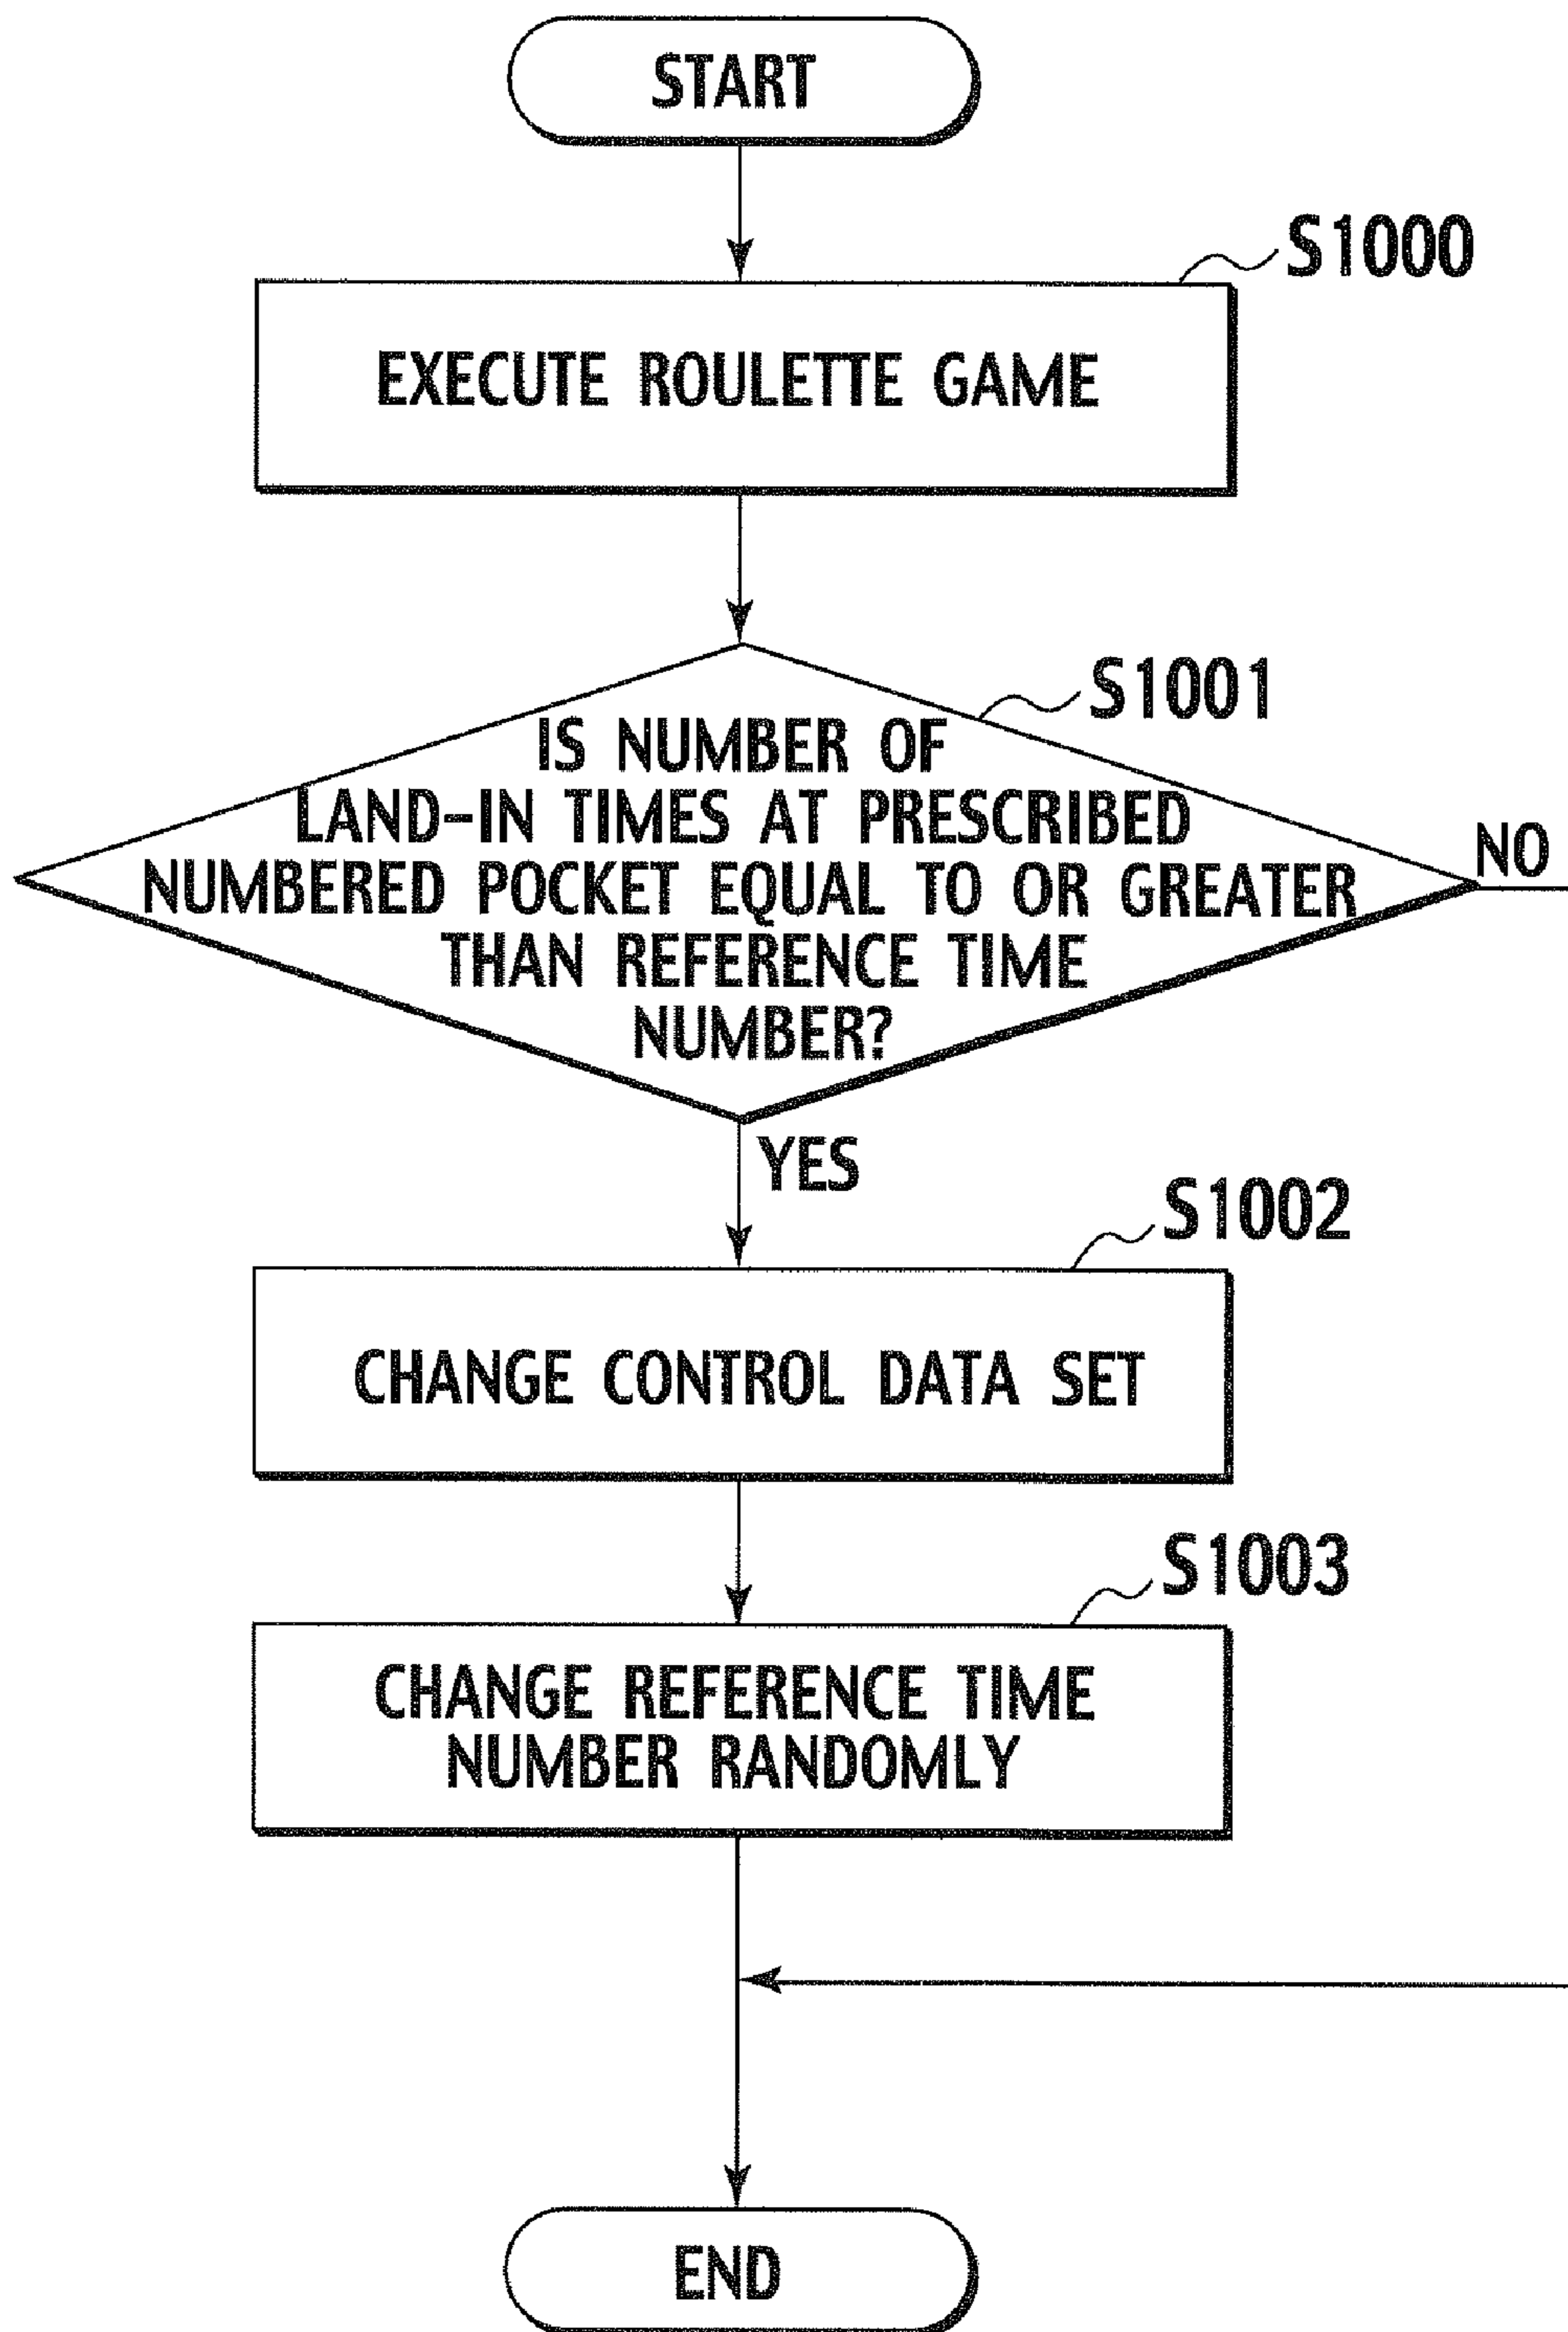 START
S1000
EXECUTE ROULETTE GAME
S1001
IS NUMBER OF
LAND-IN TIMES AT PRESCRIBED
NUMBERED POCKET EQUAL TO OR GREATER
THAN REFERENCE TIME
NUMBER?
NO
YES
S1002
CHANGE CONTROL DATA SET
S1003
CHANGE REFERENCE TIME
NUMBER RANDOMLY
END